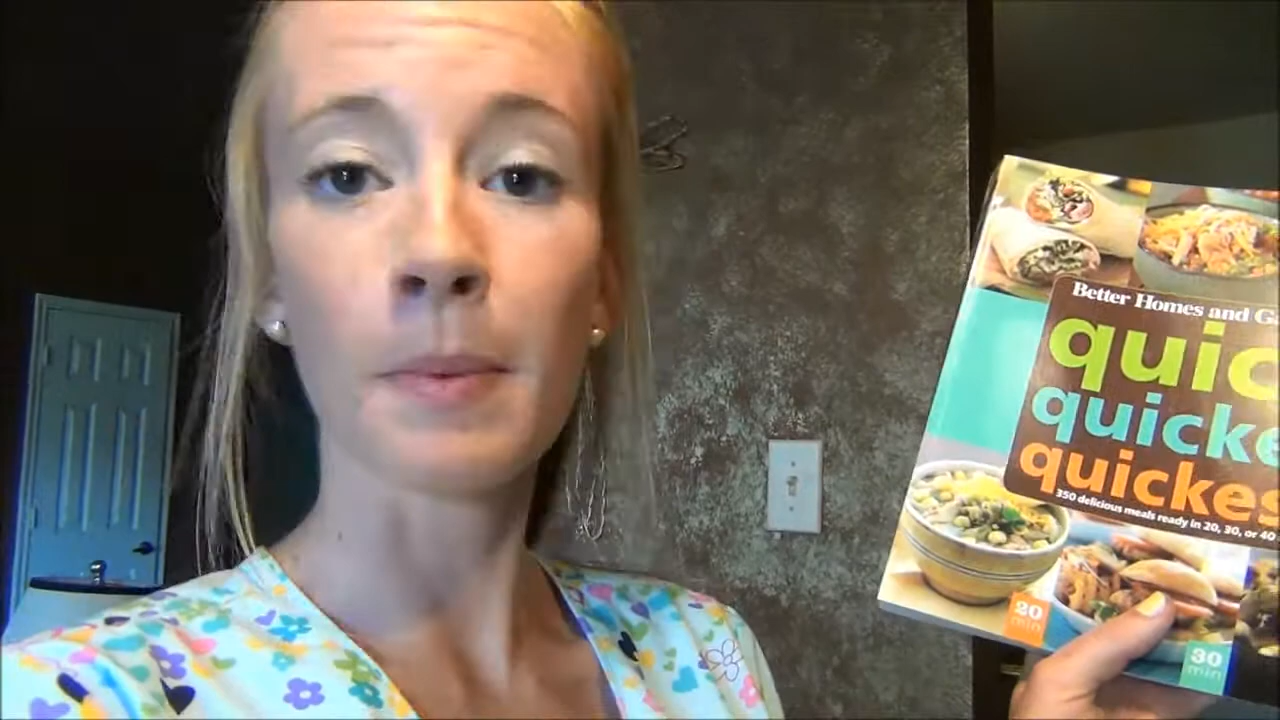 Better Homes and G
quic
quicke
quickes
350 delicious meals ready in 20, 30, or 40
20
min
30
min